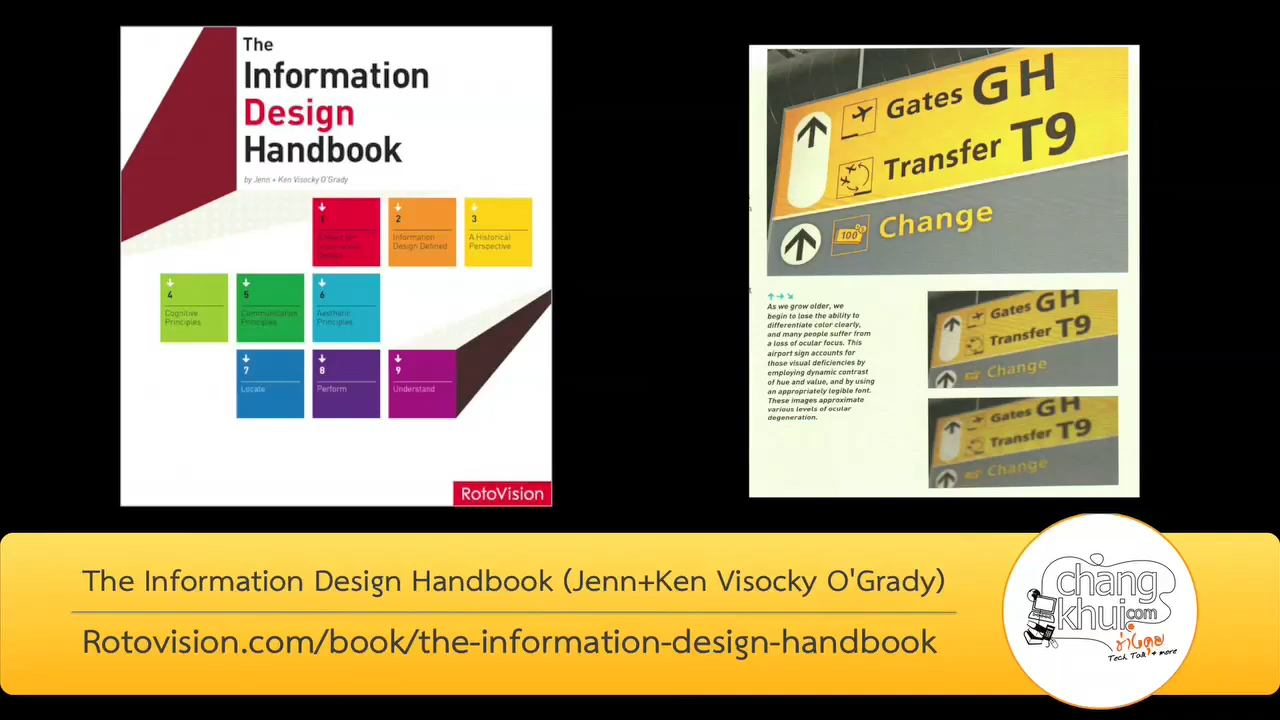 The
Information
Design
Handbook
by Jenn + Ken Visocky O'Grady
1
2
Information
Design Defined
3
A Historical
Perspective
4
Cognitive
Principles
5
Communication
Principles
6
Aesthetic
Principles
7
Locate
8
Perform
9
Understand
RotoVision
Gates GH
Transfer T9
100
Change
As we grow older, we
begin to lose the ability to
differentiate color clearly,
and many people suffer from
a loss of ocular focus. This
airport sign accounts for
those visual deficiencies by
employing dynamic contrast
of hue and value, and by using
an appropriately legible font.
These images approximate
various levels of ocular
degeneration.
Gates GH
Transfer T9
Change
Gates GH
Transfer T9
Change
The Information Design Handbook (Jenn+Ken Visocky O'Grady)
Rotovision.com/book/the-information-design-handbook
chang
khui.com
ช่างคุย
Tech Talk + more